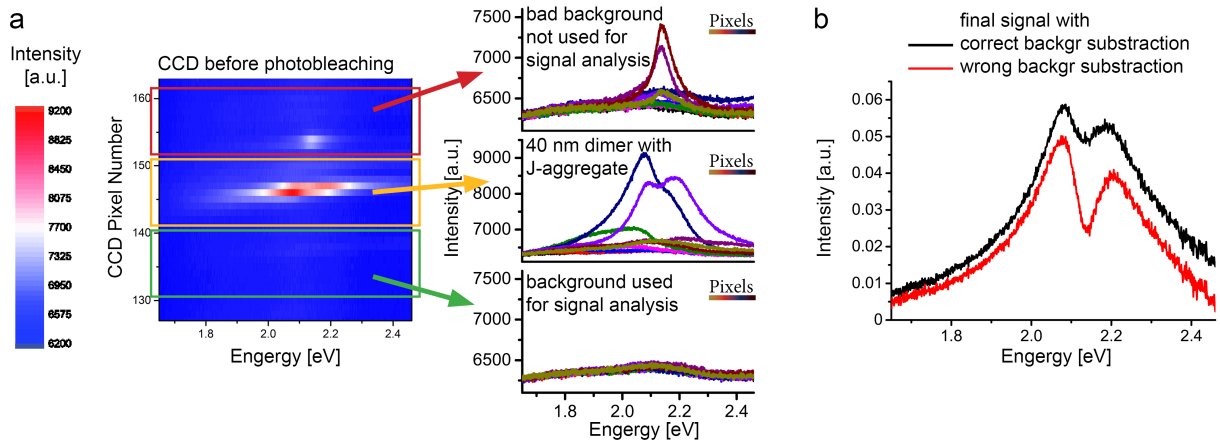 a
Intensity
[a.u.]
9200
8825
8450
8075
7700
7325
6950
6575
6200
CCD before photobleaching
CCD Pixel Number
160
150
140
130
1.8
2.0
2.2
2.4
Engergy [eV]
Intensity [a.u.]
7500
7000
6500
bad background
not used for
signal analysis
Pixels
9000
8000
7000
40 nm dimer with
J-aggregate
Pixels
7500
7000
6500
background used
for signal analysis
Pixels
1.8
2.0
2.2
2.4
Engergy [eV]
b
final signal with
correct backgr substraction
wrong backgr substraction
Intensity [a.u.]
0.06
0.05
0.04
0.03
0.02
0.01
0
1.8
2.0
2.2
2.4
Engergy [eV]